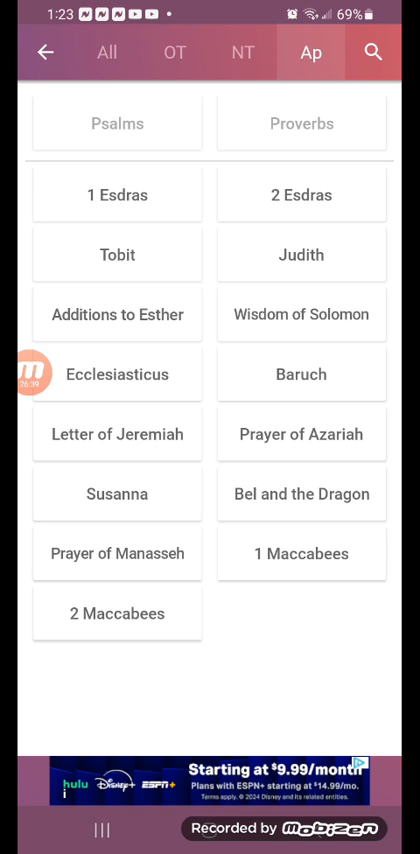 1:23 69%
All OT NT Ap
Psalms Proverbs
1 Esdras 2 Esdras
Tobit Judith
Additions to Esther Wisdom of Solomon
Ecclesiasticus Baruch
26:39
Letter of Jeremiah Prayer of Azariah
Susanna Bel and the Dragon
Prayer of Manasseh 1 Maccabees
2 Maccabees
Starting at $9.99/month
hulu Disney+ ESPN+ Plans with ESPN+ starting at $14.99/mo.
Terms apply. © 2024 Disney and its related entities.
Recorded by mobizen